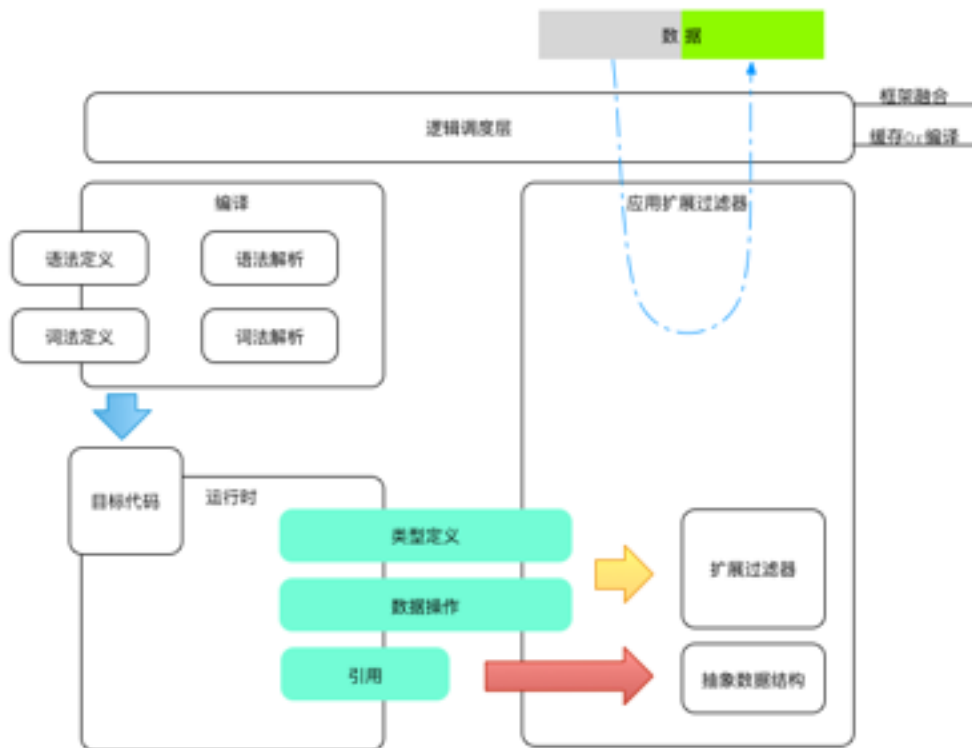 数 据
框架融合
逻辑调度层
缓存Or编译
编译
应用扩展过滤器
语法定义
语法解析
词法定义
词法解析
目标代码
运行时
类型定义
扩展过滤器
数据操作
引用
抽象数据结构